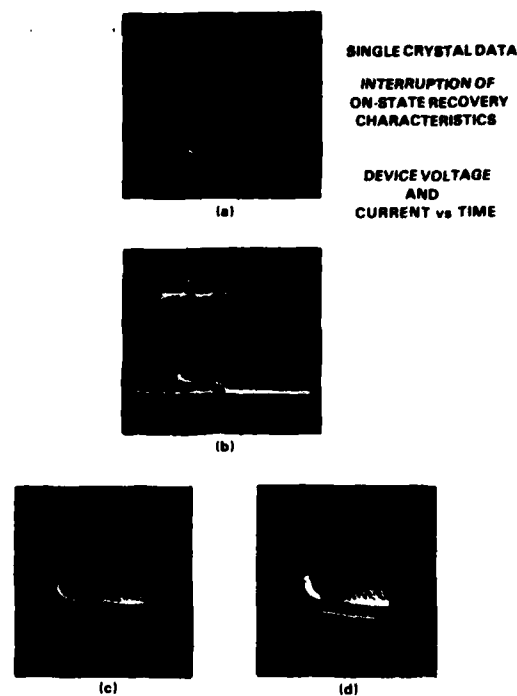 SINGLE CRYSTAL DATA
INTERRUPTION OF
ON-STATE RECOVERY
CHARACTERISTICS
DEVICE VOLTAGE
AND
CURRENT vs TIME
(a)
(b)
(c)
(d)